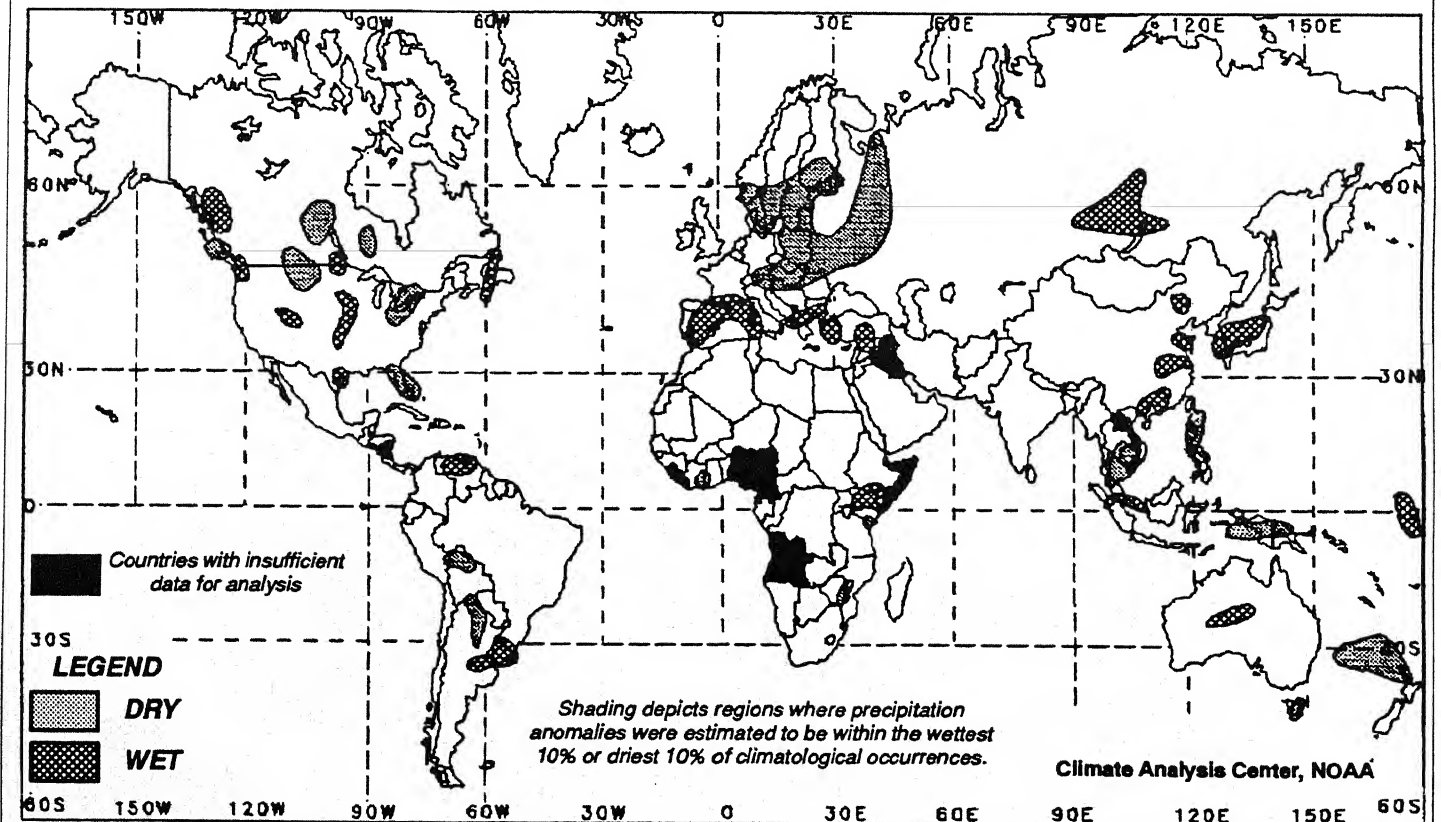 150W 120W 90W 60W 30W 0 30E 60E 90E 120E 150E
60N 60N
30N 30N
0 0
Countries with insufficient
data for analysis
30S 30S
LEGEND
DRY
WET
Shading depicts regions where precipitation
anomalies were estimated to be within the wettest
10% or driest 10% of climatological occurrences.
Climate Analysis Center, NOAA
60S 150W 120W 90W 60W 30W 0 30E 60E 90E 120E 150E 60S